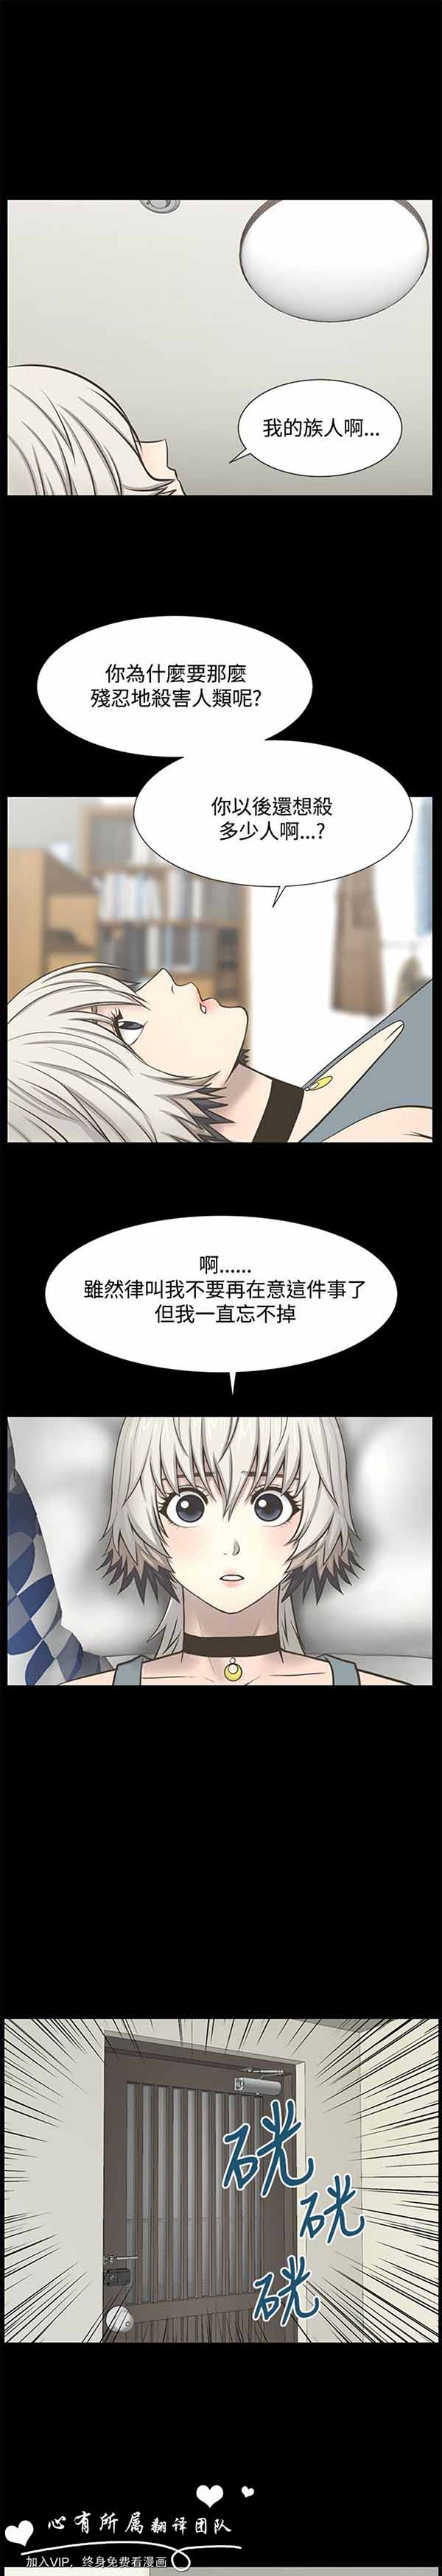 我的族人啊...
你為什麼要那麼
殘忍地殺害人類呢?
你以後還想殺
多少人啊...?
啊......
雖然律叫我不要再在意這件事了
但我一直忘不掉
硄
硄
硄
心有所属翻译团队
加入VIP，终身免费看漫画